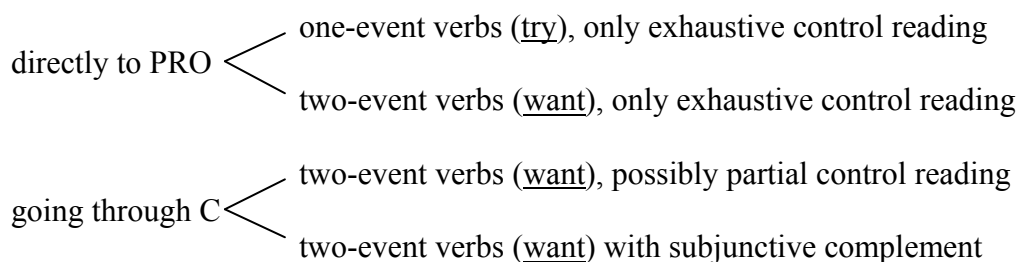 one-event verbs (try), only exhaustive control reading
directly to PRO
two-event verbs (want), only exhaustive control reading
two-event verbs (want), possibly partial control reading
going through C
two-event verbs (want) with subjunctive complement